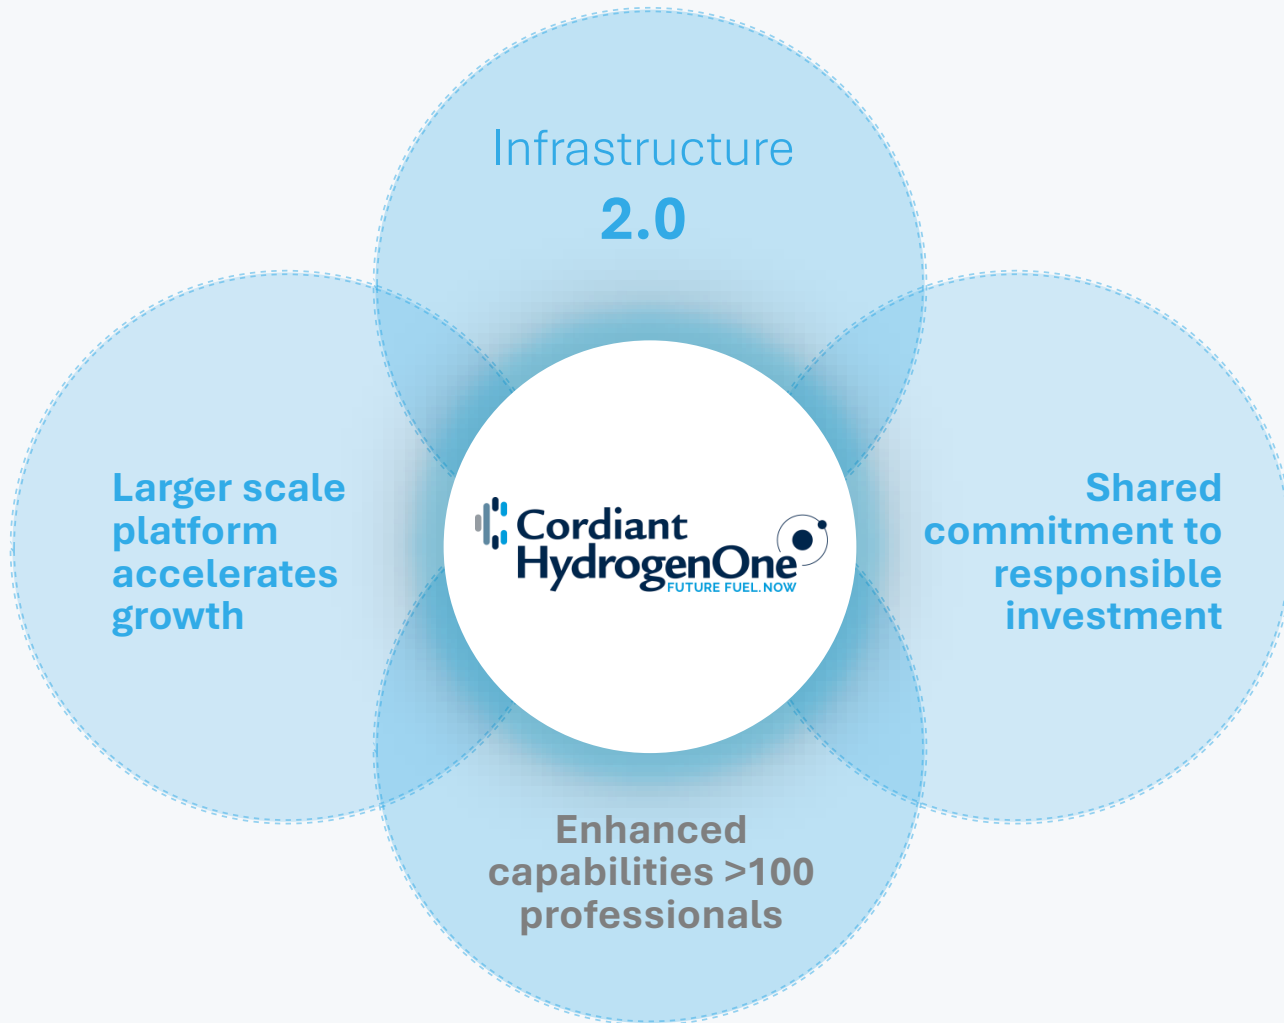 Infrastructure
2.0
Larger scale
platform
accelerates
growth
Cordiant
HydrogenOne
FUTURE FUEL.NOW
Shared
commitment to
responsible
investment
Enhanced
capabilities >100
professionals